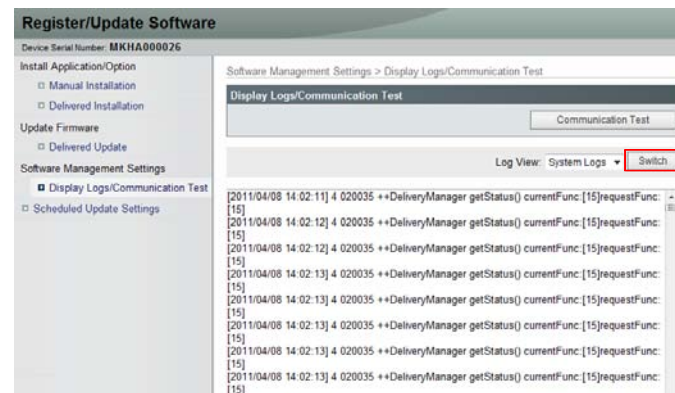 Register/Update Software
Device Serial Number: MKHA000026
Install Application/Option
Manual Installation
Delivered Installation
Update Firmware
Delivered Update
Software Management Settings
Display Logs/Communication Test
Scheduled Update Settings
Software Management Settings > Display Logs/Communication Test
Display Logs/Communication Test
Communication Test
Log View: System Logs Switch
[2011/04/08 14:02:11] 4 020035 ++DeliveryManager getStatus() currentFunc:[15]requestFunc:
[15]
[2011/04/08 14:02:12] 4 020035 ++DeliveryManager getStatus() currentFunc:[15]requestFunc:
[15]
[2011/04/08 14:02:12] 4 020035 ++DeliveryManager getStatus() currentFunc:[15]requestFunc:
[15]
[2011/04/08 14:02:13] 4 020035 ++DeliveryManager getStatus() currentFunc:[15]requestFunc:
[15]
[2011/04/08 14:02:13] 4 020035 ++DeliveryManager getStatus() currentFunc:[15]requestFunc:
[15]
[2011/04/08 14:02:13] 4 020035 ++DeliveryManager getStatus() currentFunc:[15]requestFunc:
[15]
[2011/04/08 14:02:13] 4 020035 ++DeliveryManager getStatus() currentFunc:[15]requestFunc:
[15]
[2011/04/08 14:02:13] 4 020035 ++DeliveryManager getStatus() currentFunc:[15]requestFunc:
[15]